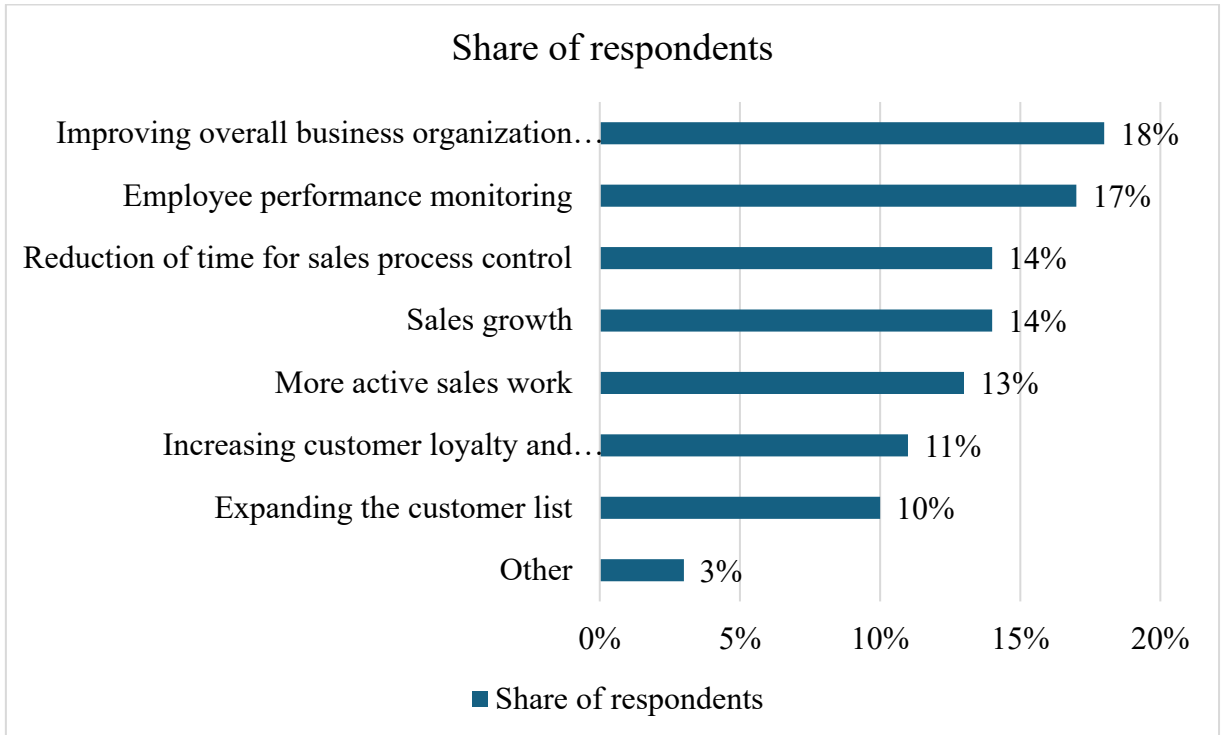 Share of respondents
Improving overall business organization… 18%
Employee performance monitoring 17%
Reduction of time for sales process control 14%
Sales growth 14%
More active sales work 13%
Increasing customer loyalty and… 11%
Expanding the customer list 10%
Other 3%
0% 5% 10% 15% 20%
Share of respondents